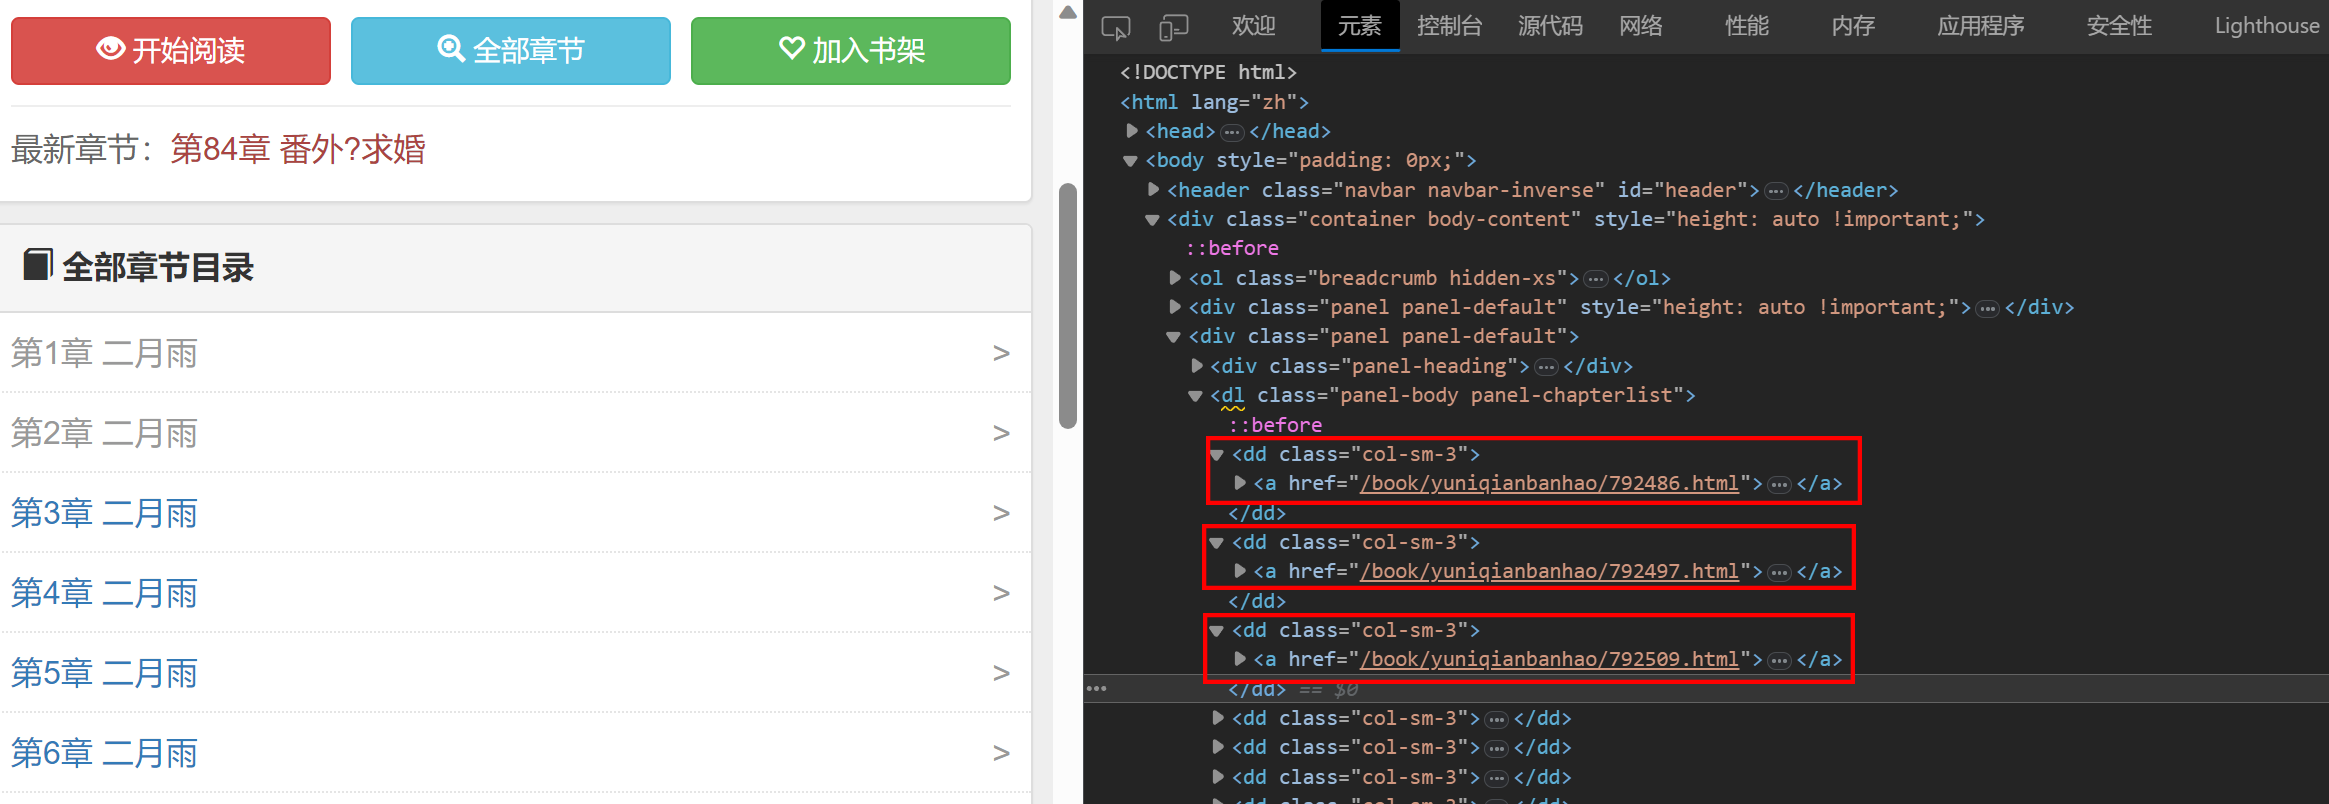 开始阅读
全部章节
加入书架
最新章节：第84章 番外?求婚
全部章节目录
第1章 二月雨 >
第2章 二月雨 >
第3章 二月雨 >
第4章 二月雨 >
第5章 二月雨 >
第6章 二月雨 >
欢迎 元素 控制台 源代码 网络 性能 内存 应用程序 安全性 Lighthouse
<!DOCTYPE html>
<html lang="zh">
<head>…</head>
<body style="padding: 0px;">
<header class="navbar navbar-inverse" id="header">…</header>
<div class="container body-content" style="height: auto !important;">
::before
<ol class="breadcrumb hidden-xs">…</ol>
<div class="panel panel-default" style="height: auto !important;">…</div>
<div class="panel panel-default">
<div class="panel-heading">…</div>
<dl class="panel-body panel-chapterlist">
::before
<dd class="col-sm-3">
<a href="/book/yuniqianbanhao/792486.html">…</a>
</dd>
<dd class="col-sm-3">
<a href="/book/yuniqianbanhao/792497.html">…</a>
</dd>
<dd class="col-sm-3">
<a href="/book/yuniqianbanhao/792509.html">…</a>
</dd> == $0
<dd class="col-sm-3">…</dd>
<dd class="col-sm-3">…</dd>
<dd class="col-sm-3">…</dd>